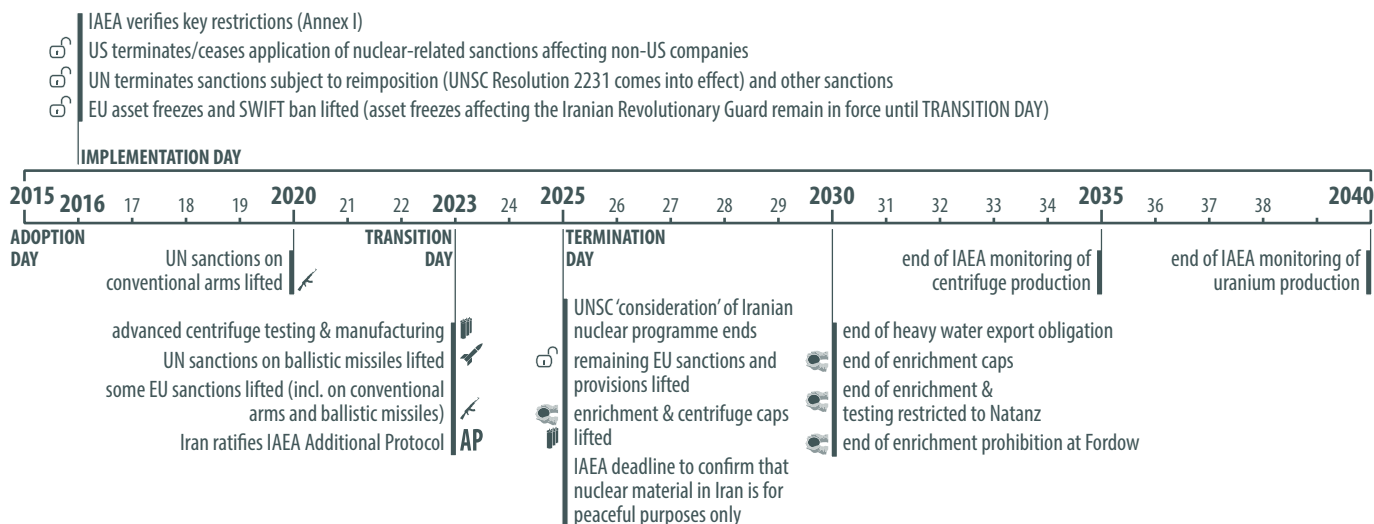 IAEA verifies key restrictions (Annex I)
US terminates/ceases application of nuclear-related sanctions affecting non-US companies
UN terminates sanctions subject to reimposition (UNSC Resolution 2231 comes into effect) and other sanctions
EU asset freezes and SWIFT ban lifted (asset freezes affecting the Iranian Revolutionary Guard remain in force until TRANSITION DAY)
IMPLEMENTATION DAY
2015 2016 17 18 19 2020 21 22 2023 24 2025 26 27 28 29 2030 31 32 33 34 2035 36 37 38 2040
ADOPTION
DAY
UN sanctions on
conventional arms lifted
TRANSITION
DAY
advanced centrifuge testing & manufacturing
UN sanctions on ballistic missiles lifted
some EU sanctions lifted (incl. on conventional
arms and ballistic missiles)
Iran ratifies IAEA Additional Protocol AP
TERMINATION
DAY
UNSC ‘consideration’ of Iranian
nuclear programme ends
remaining EU sanctions and
provisions lifted
enrichment & centrifuge caps
lifted
IAEA deadline to confirm that
nuclear material in Iran is for
peaceful purposes only
end of heavy water export obligation
end of enrichment caps
end of enrichment &
testing restricted to Natanz
end of enrichment prohibition at Fordow
end of IAEA monitoring of
centrifuge production
end of IAEA monitoring of
uranium production